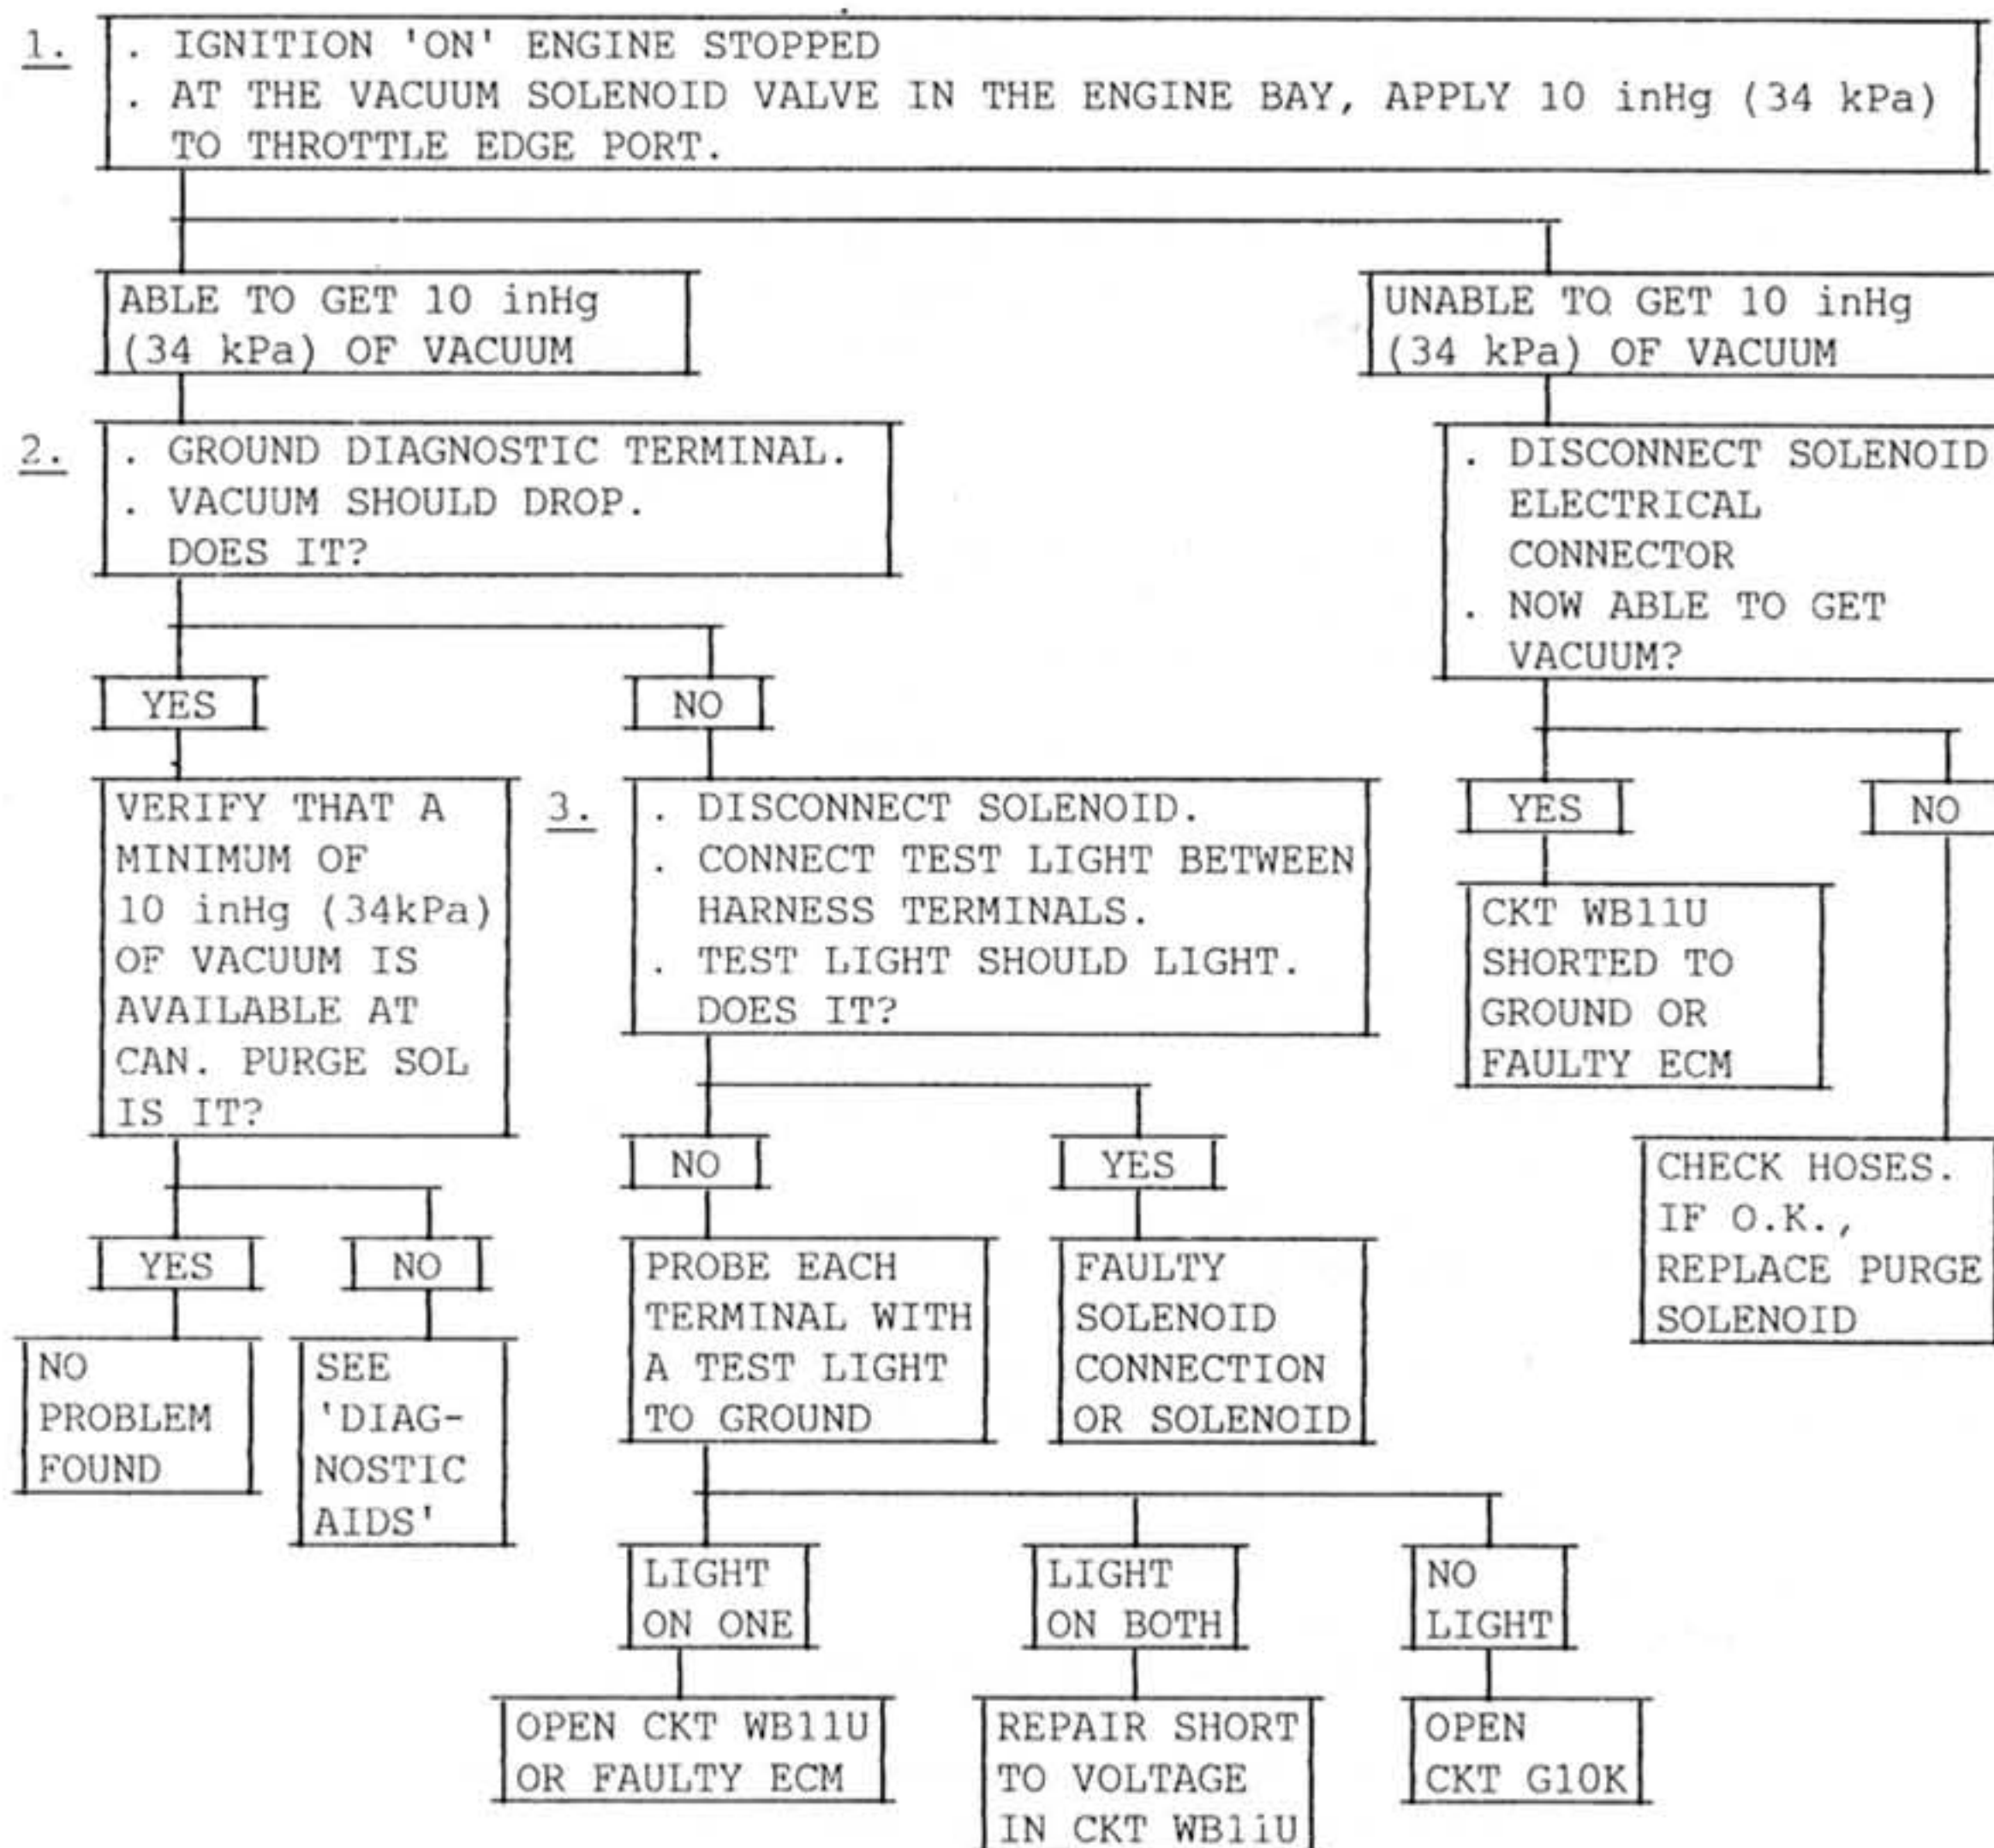 1.
. IGNITION 'ON' ENGINE STOPPED
. AT THE VACUUM SOLENOID VALVE IN THE ENGINE BAY, APPLY 10 inHg (34 kPa)
TO THROTTLE EDGE PORT.
ABLE TO GET 10 inHg
(34 kPa) OF VACUUM
UNABLE TO GET 10 inHg
(34 kPa) OF VACUUM
2.
. GROUND DIAGNOSTIC TERMINAL.
. VACUUM SHOULD DROP.
DOES IT?
. DISCONNECT SOLENOID
ELECTRICAL
CONNECTOR
. NOW ABLE TO GET
VACUUM?
YES
NO
VERIFY THAT A
MINIMUM OF
10 inHg (34kPa)
OF VACUUM IS
AVAILABLE AT
CAN. PURGE SOL
IS IT?
3.
. DISCONNECT SOLENOID.
. CONNECT TEST LIGHT BETWEEN
HARNESS TERMINALS.
. TEST LIGHT SHOULD LIGHT.
DOES IT?
YES
NO
CKT WB11U
SHORTED TO
GROUND OR
FAULTY ECM
CHECK HOSES.
IF O.K.,
REPLACE PURGE
SOLENOID
NO
YES
YES
NO
PROBE EACH
TERMINAL WITH
A TEST LIGHT
TO GROUND
FAULTY
SOLENOID
CONNECTION
OR SOLENOID
NO
PROBLEM
FOUND
SEE
'DIAG-
NOSTIC
AIDS'
LIGHT
ON ONE
LIGHT
ON BOTH
NO
LIGHT
OPEN CKT WB11U
OR FAULTY ECM
REPAIR SHORT
TO VOLTAGE
IN CKT WB11U
OPEN
CKT G10K